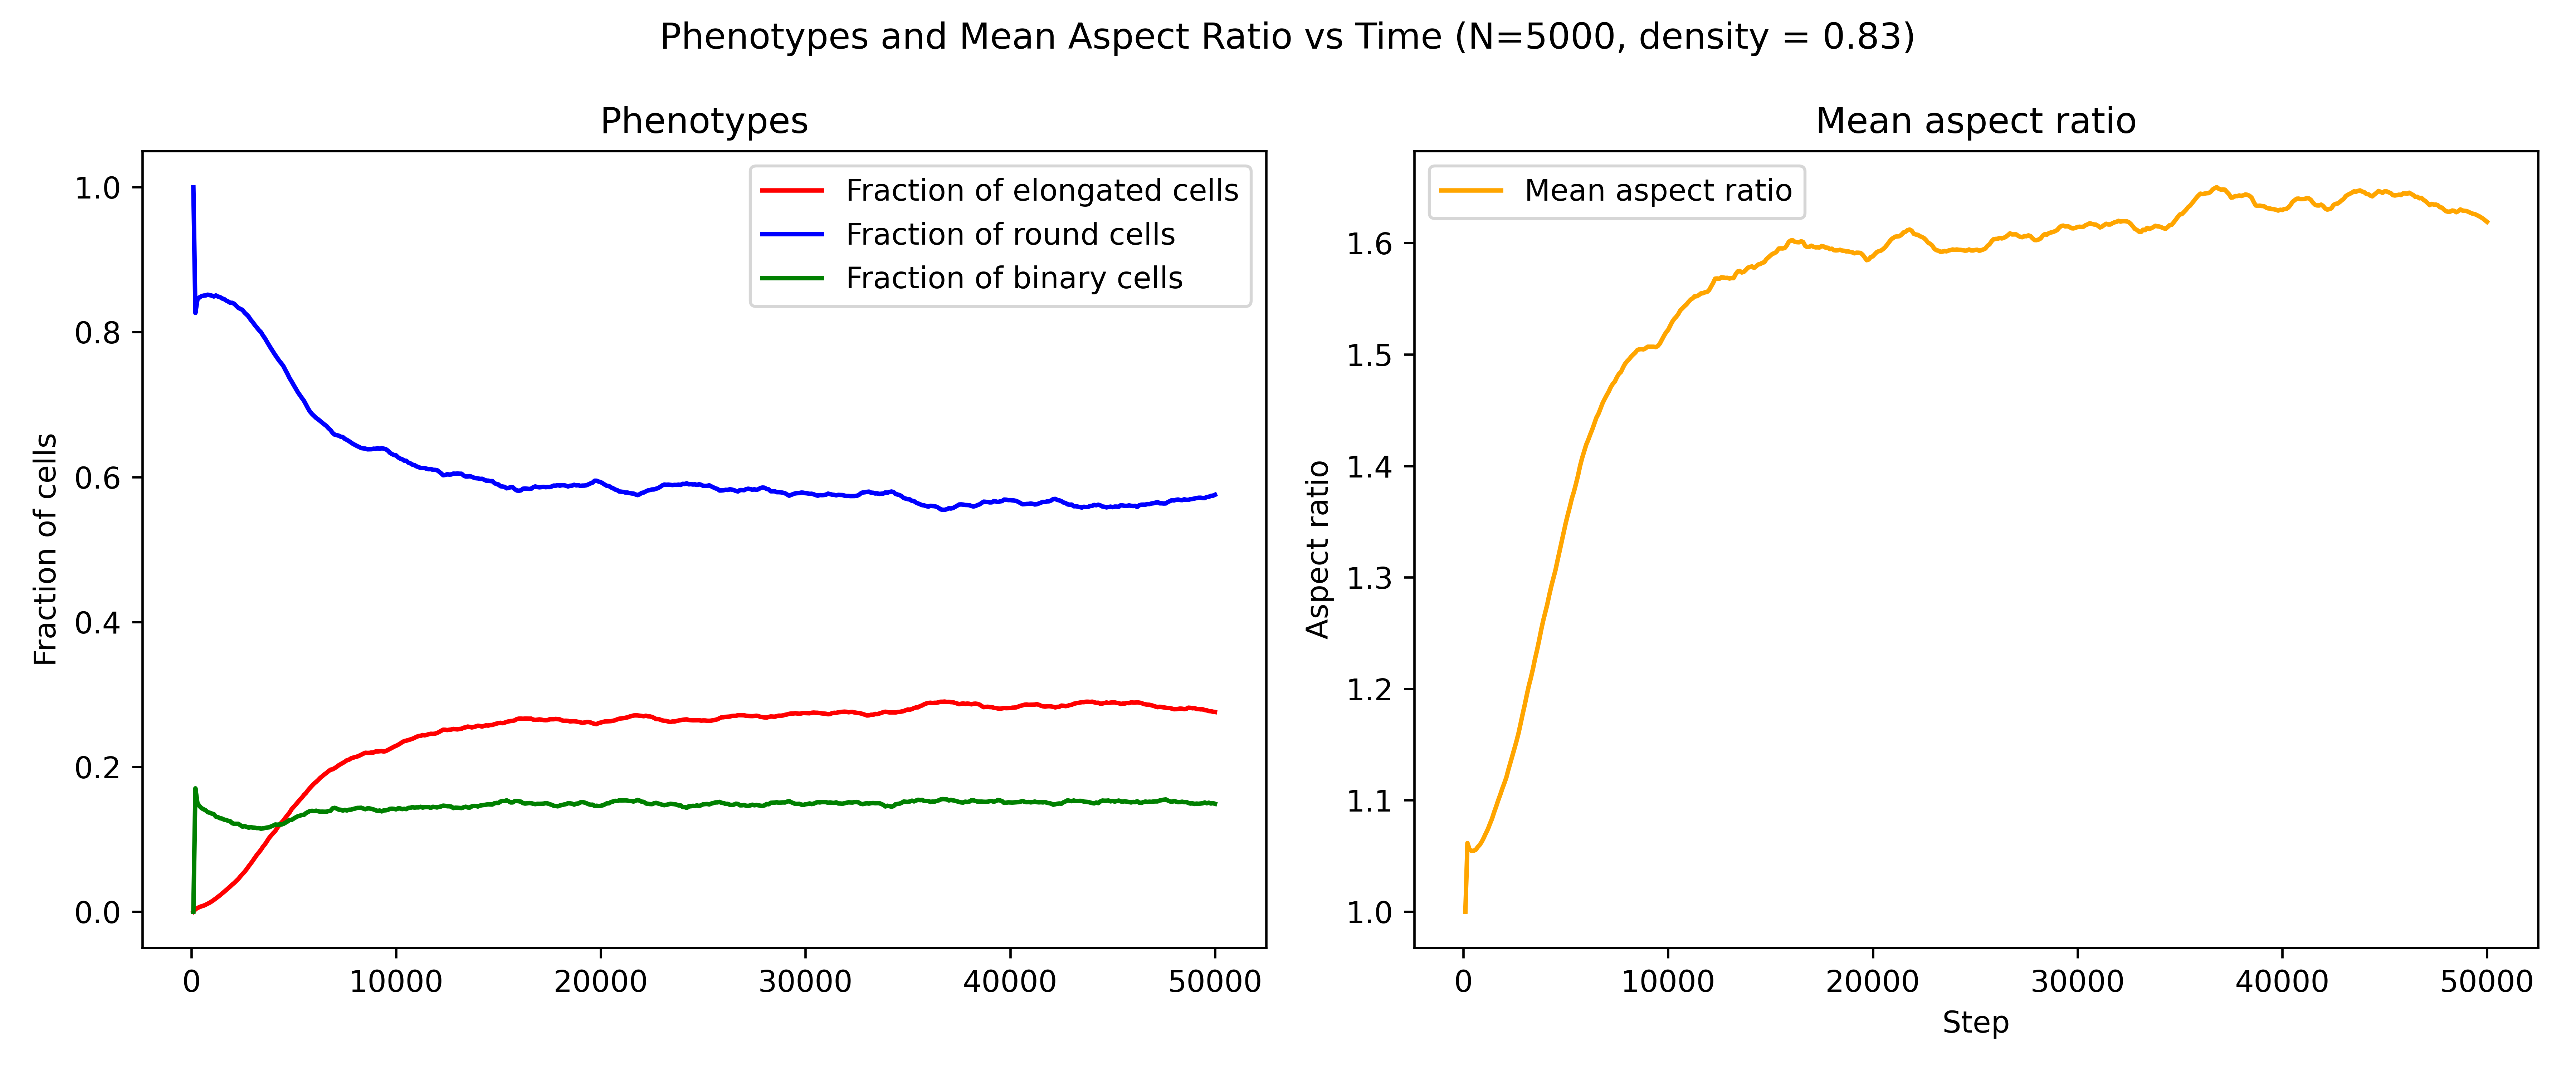 Phenotypes and Mean Aspect Ratio vs Time (N=5000, density = 0.83)
Phenotypes
Fraction of elongated cells
Fraction of round cells
Fraction of binary cells
Fraction of cells
1.0
0.8
0.6
0.4
0.2
0.0
0 10000 20000 30000 40000 50000
Mean aspect ratio
Mean aspect ratio
Aspect ratio
1.6
1.5
1.4
1.3
1.2
1.1
1.0
0 10000 20000 30000 40000 50000
Step